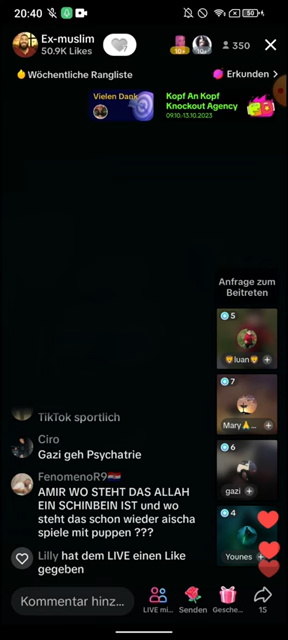 20:40
50
Ex-muslim
50.9K Likes
10+
10+
350
Wöchentliche Rangliste
Erkunden
Vielen Dank
Kopf An Kopf
Knockout Agency
09.10-13.10.2023
Anfrage zum
Beitreten
5
luan
7
Mary
6
gazi
4
Younes
TikTok sportlich
Ciro
Gazi geh Psychatrie
FenomenoR9
AMIR WO STEHT DAS ALLAH
EIN SCHINBEIN IST und wo
steht das schon wieder aischa
spiele mit puppen ???
Lilly hat dem LIVE einen Like
gegeben
Kommentar hinz...
LIVE mi...
Senden
Gesche...
15